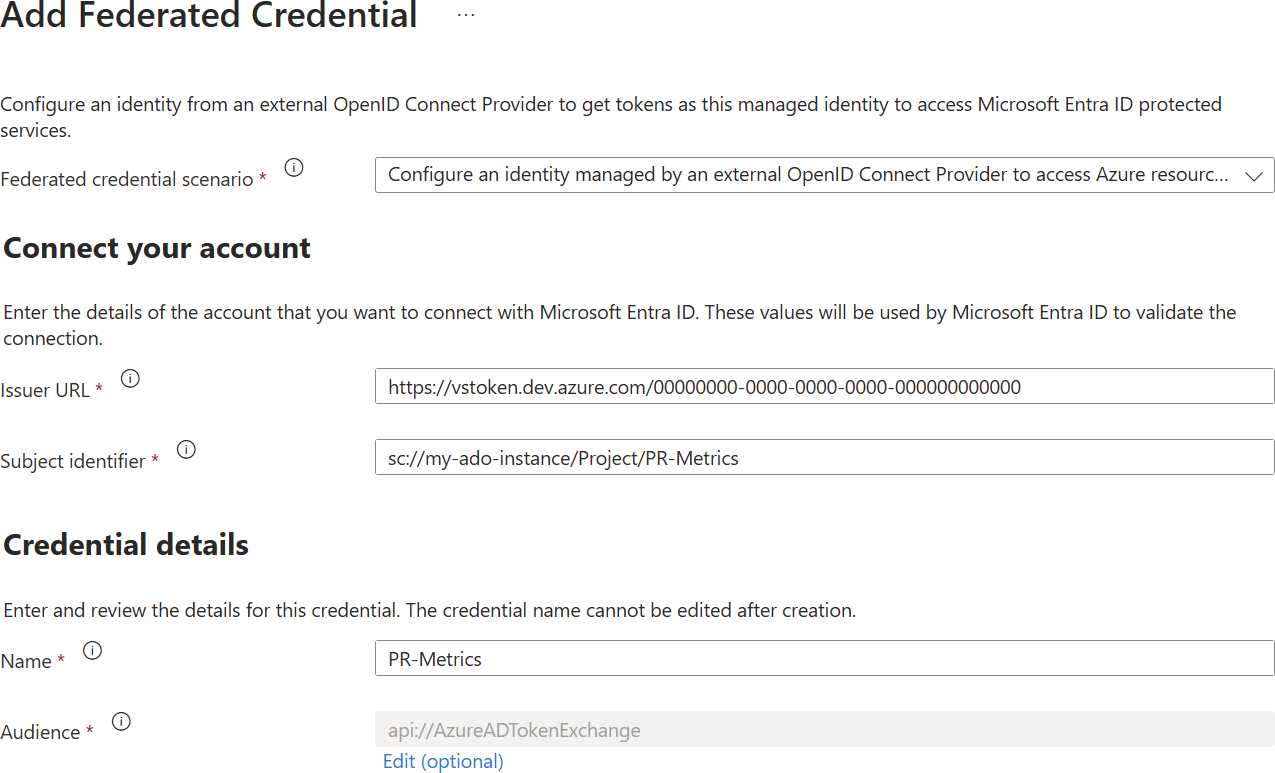 Add Federated Credential ...
Configure an identity from an external OpenID Connect Provider to get tokens as this managed identity to access Microsoft Entra ID protected
services.
Federated credential scenario * Configure an identity managed by an external OpenID Connect Provider to access Azure resourc...
Connect your account
Enter the details of the account that you want to connect with Microsoft Entra ID. These values will be used by Microsoft Entra ID to validate the
connection.
Issuer URL * https://vstoken.dev.azure.com/00000000-0000-0000-0000-000000000000
Subject identifier * sc://my-ado-instance/Project/PR-Metrics
Credential details
Enter and review the details for this credential. The credential name cannot be edited after creation.
Name * PR-Metrics
Audience * api://AzureADTokenExchange
Edit (optional)